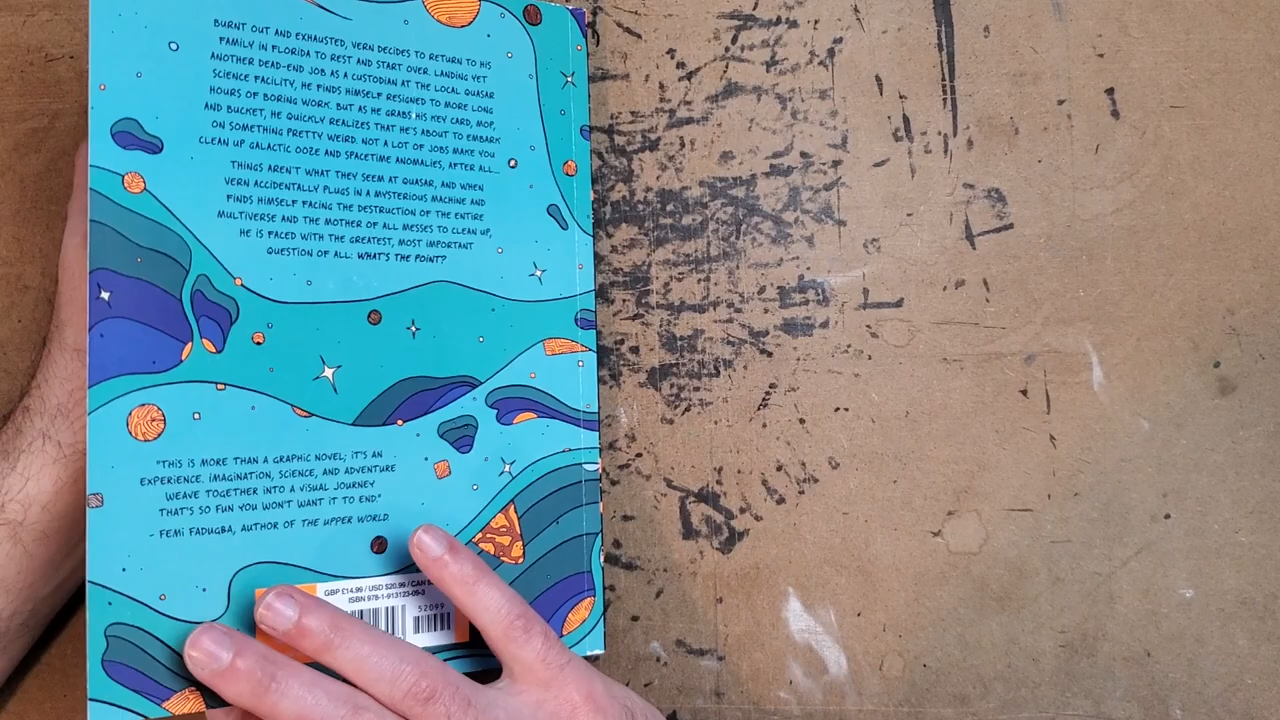 BURNT OUT AND EXHAUSTED, VERN DECIDES TO RETURN TO HIS
FAMILY IN FLORIDA TO REST AND START OVER. LANDING YET
ANOTHER DEAD-END JOB AS A CUSTODIAN AT THE LOCAL QUASAR
SCIENCE FACILITY, HE FINDS HIMSELF RESIGNED TO MORE LONG
HOURS OF BORING WORK. BUT AS HE GRABS HIS KEY CARD, MOP,
AND BUCKET, HE QUICKLY REALIZES THAT HE'S ABOUT TO EMBARK
ON SOMETHING PRETTY WEIRD. NOT A LOT OF JOBS MAKE YOU
CLEAN UP GALACTIC OOZE AND SPACETIME ANOMALIES, AFTER ALL...
THINGS AREN'T WHAT THEY SEEM AT QUASAR, AND WHEN
VERN ACCIDENTALLY PLUGS IN A MYSTERIOUS MACHINE AND
FINDS HIMSELF FACING THE DESTRUCTION OF THE ENTIRE
MULTIVERSE AND THE MOTHER OF ALL MESSES TO CLEAN UP,
HE IS FACED WITH THE GREATEST, MOST IMPORTANT
QUESTION OF ALL: WHAT'S THE POINT?
"THIS IS MORE THAN A GRAPHIC NOVEL; IT'S AN
EXPERIENCE. IMAGINATION, SCIENCE, AND ADVENTURE
WEAVE TOGETHER INTO A VISUAL JOURNEY
THAT'S SO FUN YOU WON'T WANT IT TO END."
- FEMI FADUGBA, AUTHOR OF THE UPPER WORLD.
GBP £14.99 / USD $20.99 / CAN
ISBN 978-1-913123-09-3
52099